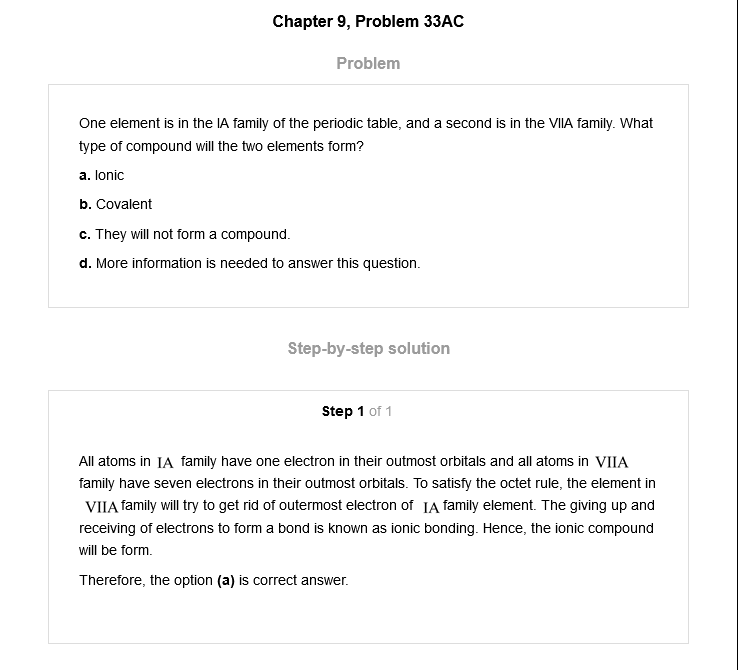 Chapter 9, Problem 33AC
Problem
One element is in the IA family of the periodic table, and a second is in the VIIA family. What
type of compound will the two elements form?
a. Ionic
b. Covalent
c. They will not form a compound.
d. More information is needed to answer this question.
Step-by-step solution
Step 1 of 1
All atoms in IA family have one electron in their outmost orbitals and all atoms in VIIA
family have seven electrons in their outmost orbitals. To satisfy the octet rule, the element in
VIIA family will try to get rid of outermost electron of IA family element. The giving up and
receiving of electrons to form a bond is known as ionic bonding. Hence, the ionic compound
will be form.
Therefore, the option (a) is correct answer.